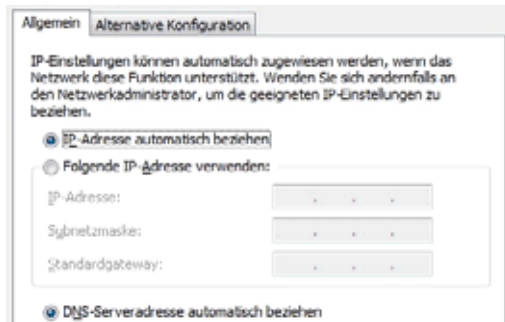 Allgemein Alternative Konfiguration
IP-Einstellungen können automatisch zugewiesen werden, wenn das
Netzwerk diese Funktion unterstützt. Wenden Sie sich andernfalls an
den Netzwerkadministrator, um die geeigneten IP-Einstellungen zu
beziehen.
IP-Adresse automatisch beziehen
Folgende IP-Adresse verwenden:
IP-Adresse:
Subnetzmaske:
Standardgateway:
DNS-Serveradresse automatisch beziehen